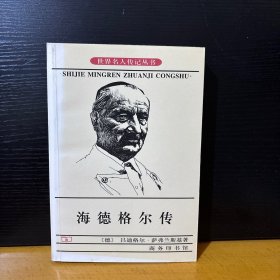 世界名人传记丛书
SHIJIE MINGREN ZHUANJI CONGSHU
海德格尔传
〔德〕吕迪格尔·萨弗兰斯基著
商务印书馆